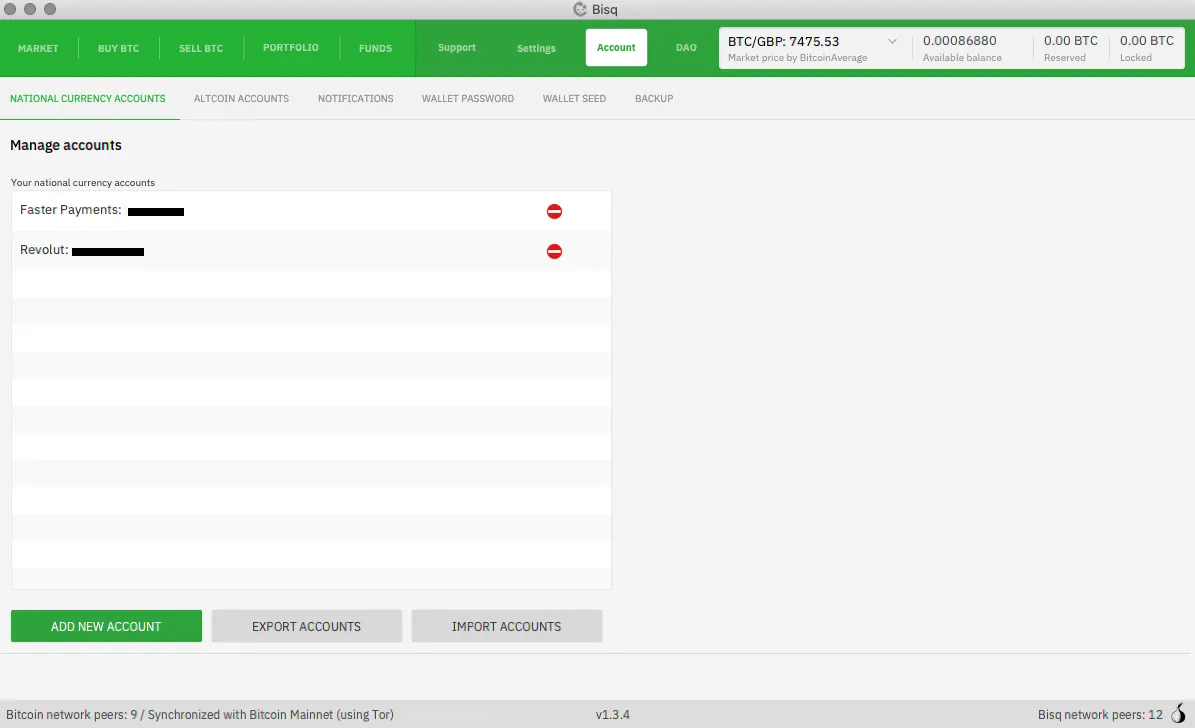 Bisq
MARKET BUY BTC SELL BTC PORTFOLIO FUNDS Support Settings Account DAO
BTC/GBP: 7475.53 0.00086880 0.00 BTC 0.00 BTC
Market price by BitcoinAverage Available balance Reserved Locked
NATIONAL CURRENCY ACCOUNTS ALTCOIN ACCOUNTS NOTIFICATIONS WALLET PASSWORD WALLET SEED BACKUP
Manage accounts
Your national currency accounts
Faster Payments:
Revolut:
ADD NEW ACCOUNT EXPORT ACCOUNTS IMPORT ACCOUNTS
Bitcoin network peers: 9 / Synchronized with Bitcoin Mainnet (using Tor) v1.3.4 Bisq network peers: 12